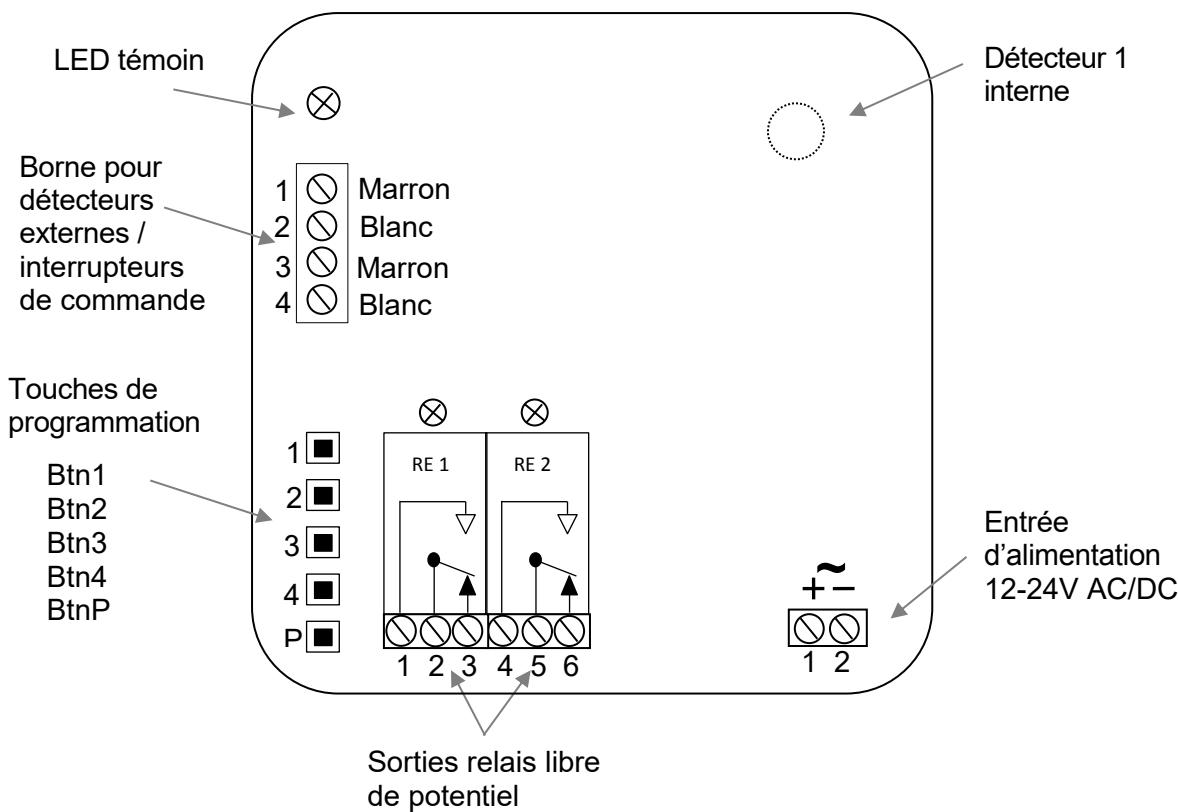 LED témoin
Détecteur 1
interne
Borne pour
détecteurs
externes /
interrupteurs
de commande
1 Marron
2 Blanc
3 Marron
4 Blanc
Touches de
programmation
Btn1
Btn2
Btn3
Btn4
BtnP
1
2
3
4
P
RE 1
RE 2
1 2 3 4 5 6
Entrée
d'alimentation
12-24V AC/DC
~
+ −
1 2
Sorties relais libre
de potentiel